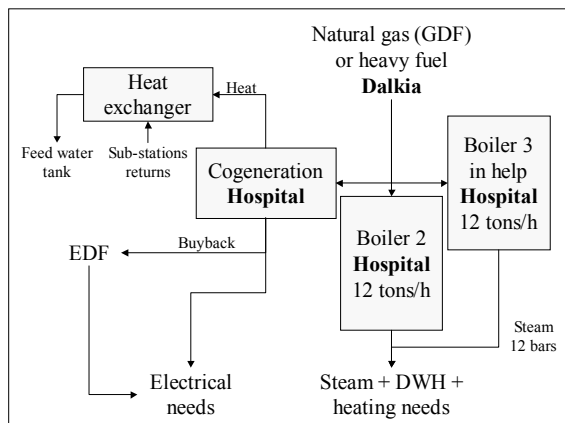 Natural gas (GDF)
or heavy fuel
Dalkia
Heat
exchanger
Heat
Feed water
tank
Sub-stations
returns
Cogeneration
Hospital
Boiler 3
in help
Hospital
12 tons/h
Boiler 2
Hospital
12 tons/h
Buyback
EDF
Steam
12 bars
Electrical
needs
Steam + DWH +
heating needs